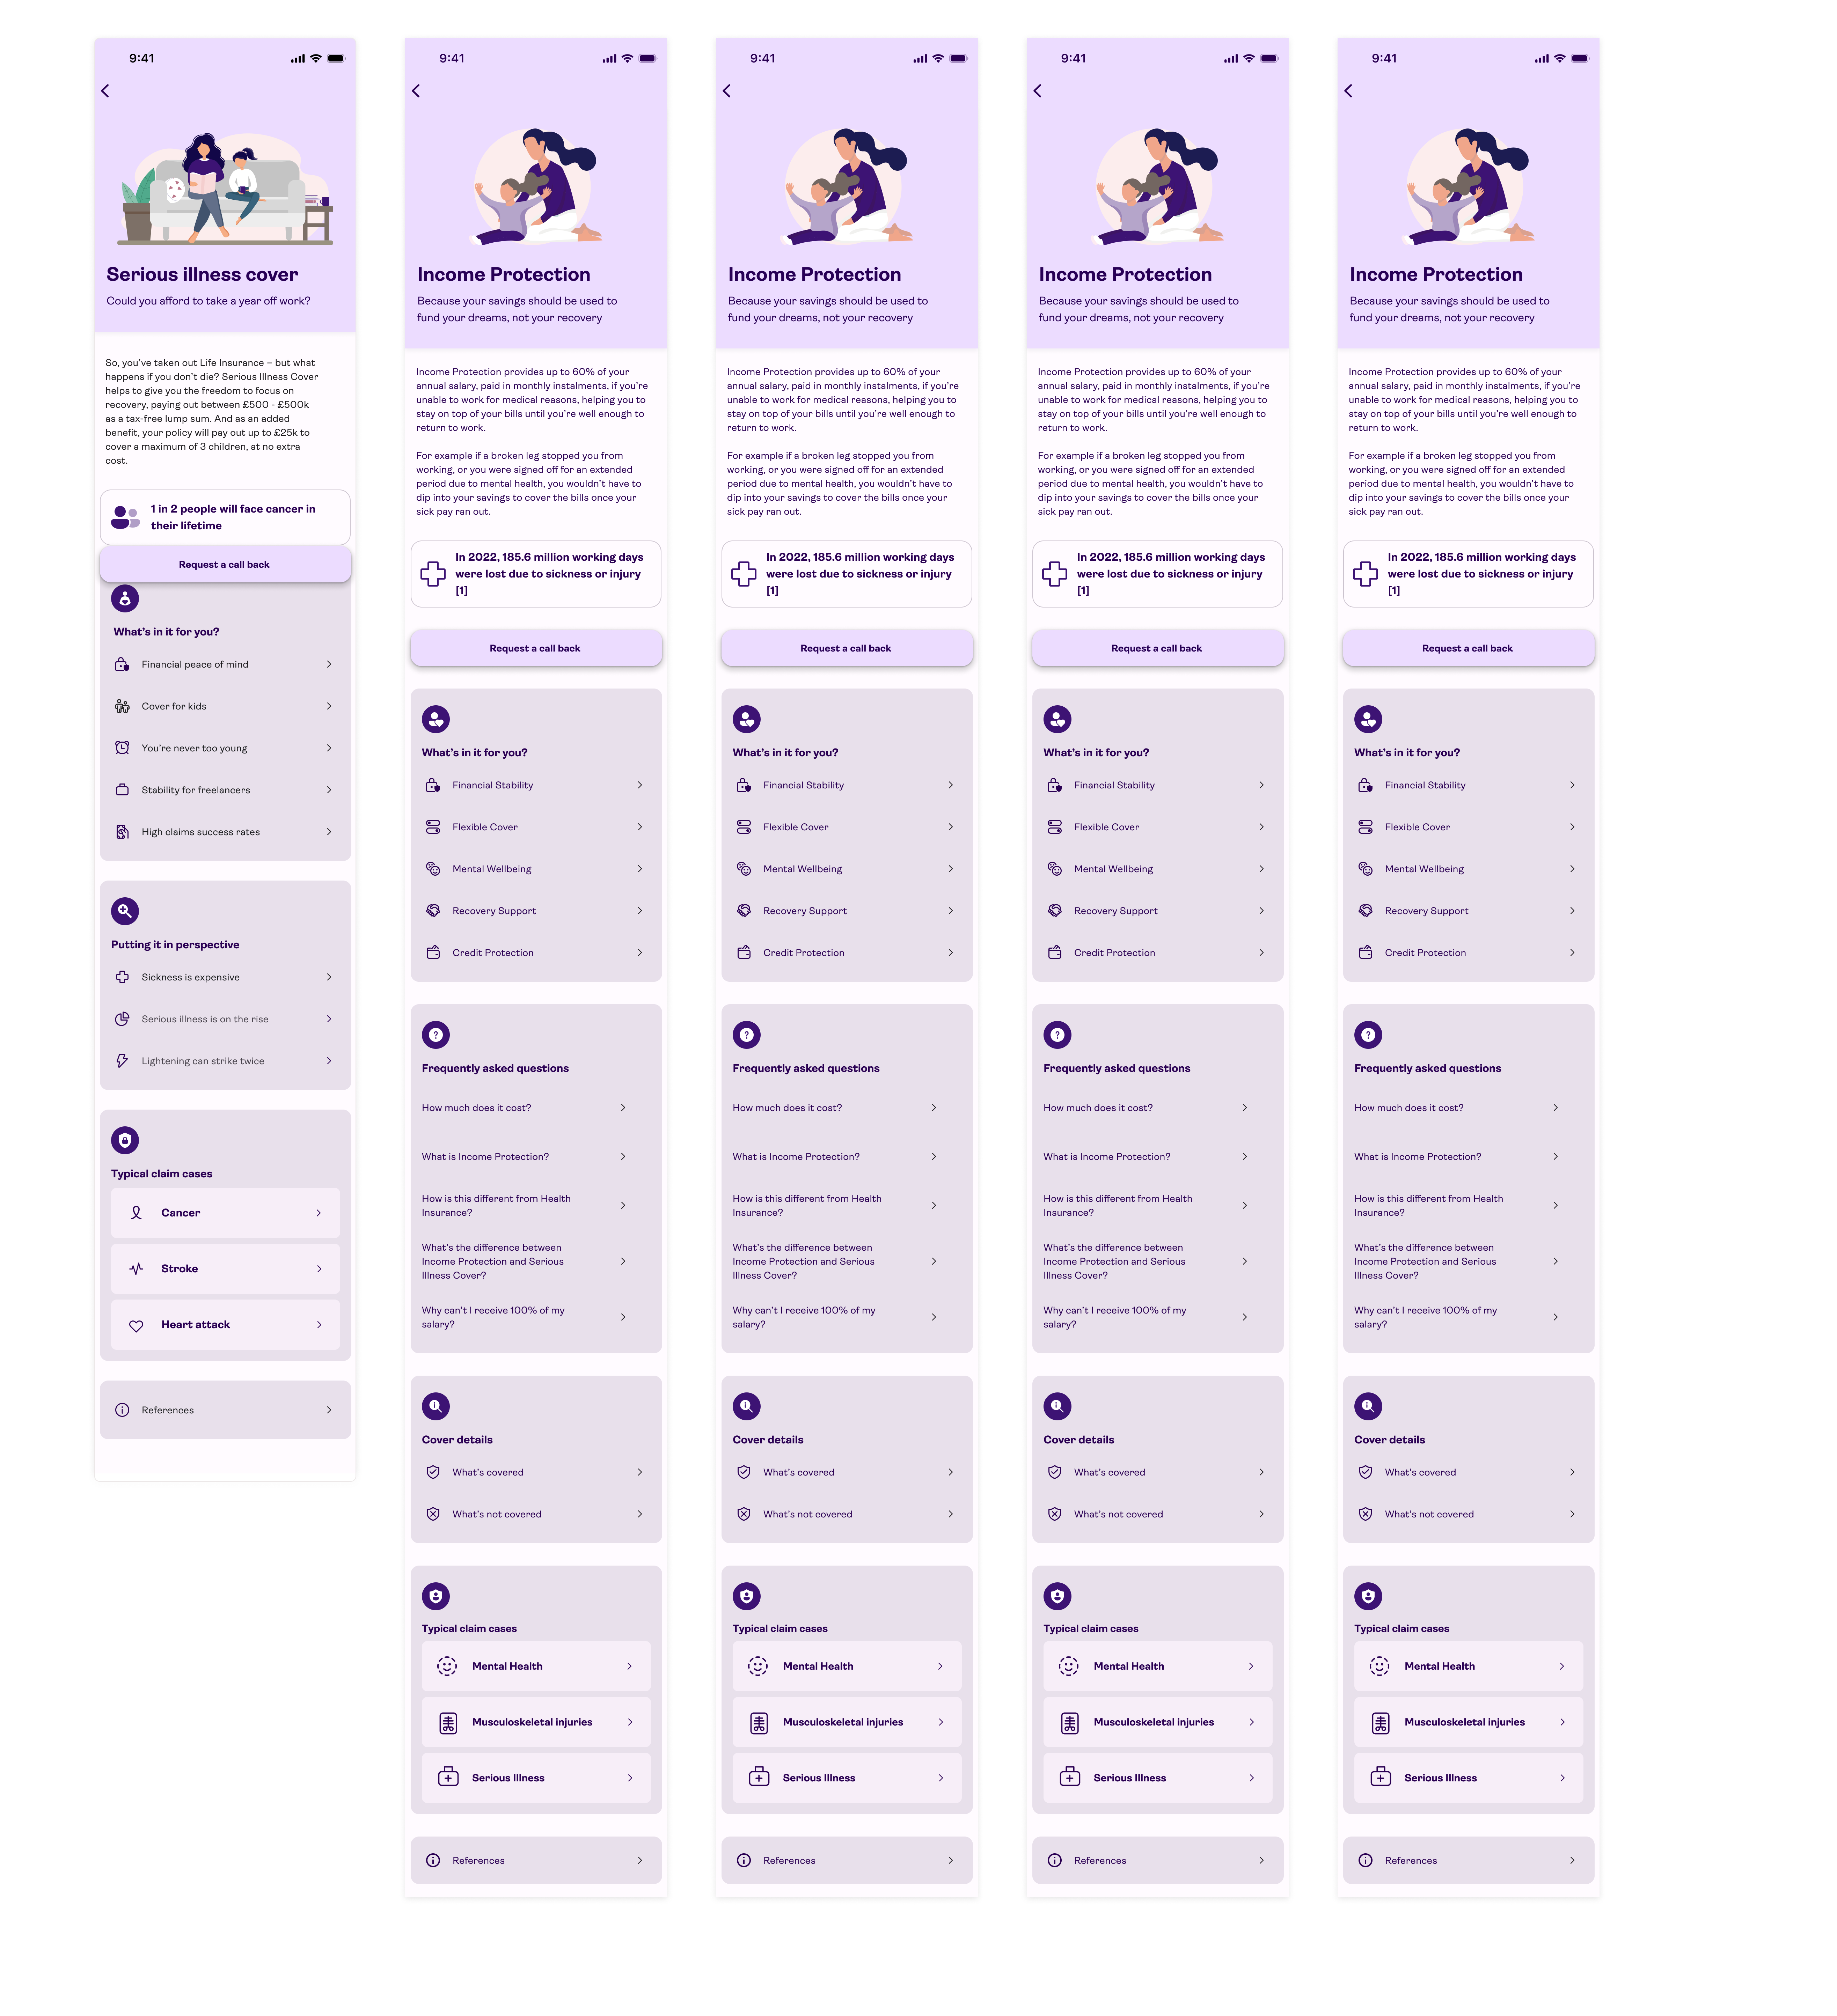 9:41
Serious illness cover
Could you afford to take a year off work?
So, you've taken out Life Insurance – but what
happens if you don't die? Serious Illness Cover
helps to give you the freedom to focus on
recovery, paying out between £500 - £500k
as a tax-free lump sum. And as an added
benefit, your policy will pay out up to £25k to
cover a maximum of 3 children, at no extra
cost.
1 in 2 people will face cancer in
their lifetime
Request a call back
What's in it for you?
Financial peace of mind
Cover for kids
You're never too young
Stability for freelancers
High claims success rates
Putting it in perspective
Sickness is expensive
Serious illness is on the rise
Lightening can strike twice
Typical claim cases
Cancer
Stroke
Heart attack
References
9:41
Income Protection
Because your savings should be used to
fund your dreams, not your recovery
Income Protection provides up to 60% of your
annual salary, paid in monthly instalments, if you're
unable to work for medical reasons, helping you to
stay on top of your bills until you're well enough to
return to work.
For example if a broken leg stopped you from
working, or you were signed off for an extended
period due to mental health, you wouldn't have to
dip into your savings to cover the bills once your
sick pay ran out.
In 2022, 185.6 million working days
were lost due to sickness or injury
[1]
Request a call back
What's in it for you?
Financial Stability
Flexible Cover
Mental Wellbeing
Recovery Support
Credit Protection
Frequently asked questions
How much does it cost?
What is Income Protection?
How is this different from Health
Insurance?
What's the difference between
Income Protection and Serious
Illness Cover?
Why can't I receive 100% of my
salary?
Cover details
What's covered
What's not covered
Typical claim cases
Mental Health
Musculoskeletal injuries
Serious Illness
References
9:41
Income Protection
Because your savings should be used to
fund your dreams, not your recovery
Income Protection provides up to 60% of your
annual salary, paid in monthly instalments, if you're
unable to work for medical reasons, helping you to
stay on top of your bills until you're well enough to
return to work.
For example if a broken leg stopped you from
working, or you were signed off for an extended
period due to mental health, you wouldn't have to
dip into your savings to cover the bills once your
sick pay ran out.
In 2022, 185.6 million working days
were lost due to sickness or injury
[1]
Request a call back
What's in it for you?
Financial Stability
Flexible Cover
Mental Wellbeing
Recovery Support
Credit Protection
Frequently asked questions
How much does it cost?
What is Income Protection?
How is this different from Health
Insurance?
What's the difference between
Income Protection and Serious
Illness Cover?
Why can't I receive 100% of my
salary?
Cover details
What's covered
What's not covered
Typical claim cases
Mental Health
Musculoskeletal injuries
Serious Illness
References
9:41
Income Protection
Because your savings should be used to
fund your dreams, not your recovery
Income Protection provides up to 60% of your
annual salary, paid in monthly instalments, if you're
unable to work for medical reasons, helping you to
stay on top of your bills until you're well enough to
return to work.
For example if a broken leg stopped you from
working, or you were signed off for an extended
period due to mental health, you wouldn't have to
dip into your savings to cover the bills once your
sick pay ran out.
In 2022, 185.6 million working days
were lost due to sickness or injury
[1]
Request a call back
What's in it for you?
Financial Stability
Flexible Cover
Mental Wellbeing
Recovery Support
Credit Protection
Frequently asked questions
How much does it cost?
What is Income Protection?
How is this different from Health
Insurance?
What's the difference between
Income Protection and Serious
Illness Cover?
Why can't I receive 100% of my
salary?
Cover details
What's covered
What's not covered
Typical claim cases
Mental Health
Musculoskeletal injuries
Serious Illness
References
9:41
Income Protection
Because your savings should be used to
fund your dreams, not your recovery
Income Protection provides up to 60% of your
annual salary, paid in monthly instalments, if you're
unable to work for medical reasons, helping you to
stay on top of your bills until you're well enough to
return to work.
For example if a broken leg stopped you from
working, or you were signed off for an extended
period due to mental health, you wouldn't have to
dip into your savings to cover the bills once your
sick pay ran out.
In 2022, 185.6 million working days
were lost due to sickness or injury
[1]
Request a call back
What's in it for you?
Financial Stability
Flexible Cover
Mental Wellbeing
Recovery Support
Credit Protection
Frequently asked questions
How much does it cost?
What is Income Protection?
How is this different from Health
Insurance?
What's the difference between
Income Protection and Serious
Illness Cover?
Why can't I receive 100% of my
salary?
Cover details
What's covered
What's not covered
Typical claim cases
Mental Health
Musculoskeletal injuries
Serious Illness
References